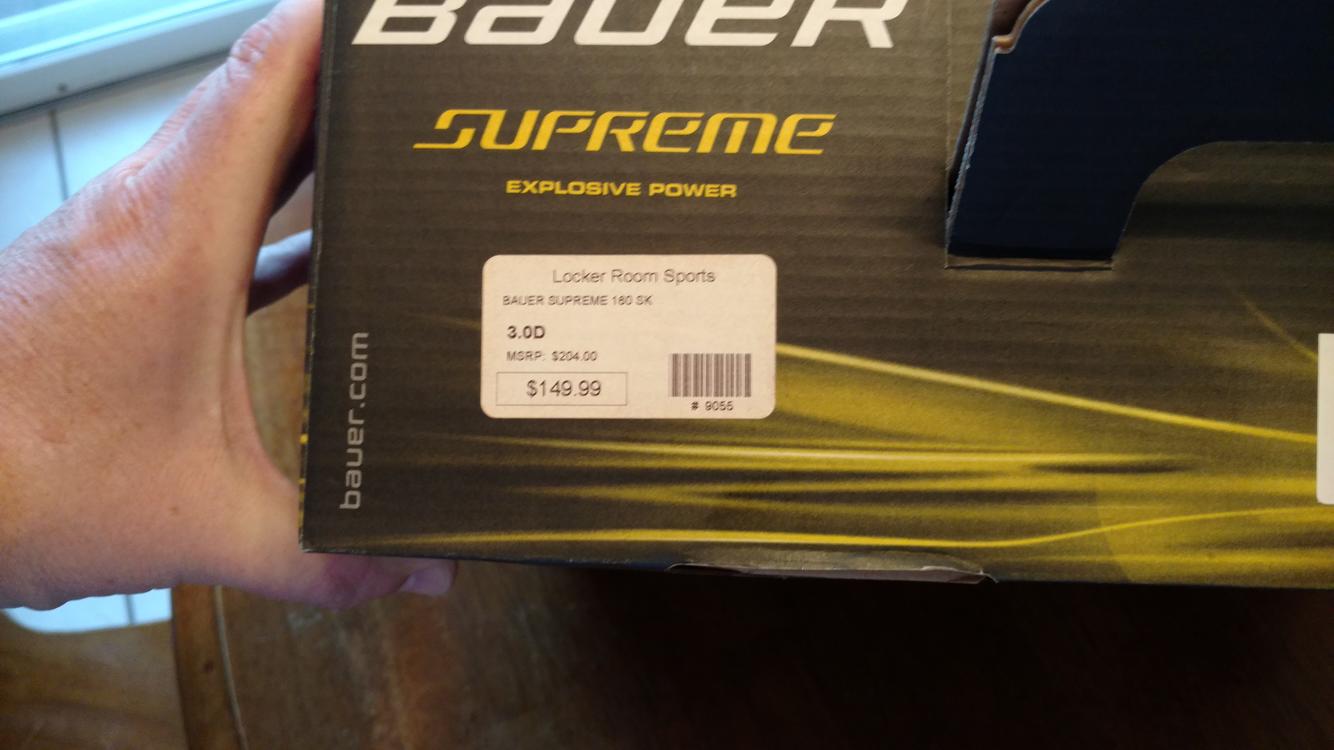 BAUER
SUPREME
EXPLOSIVE POWER
Locker Room Sports
BAUER SUPREME 160 SK
3.0D
MSRP: $204.00
$149.99
# 9055
bauer.com